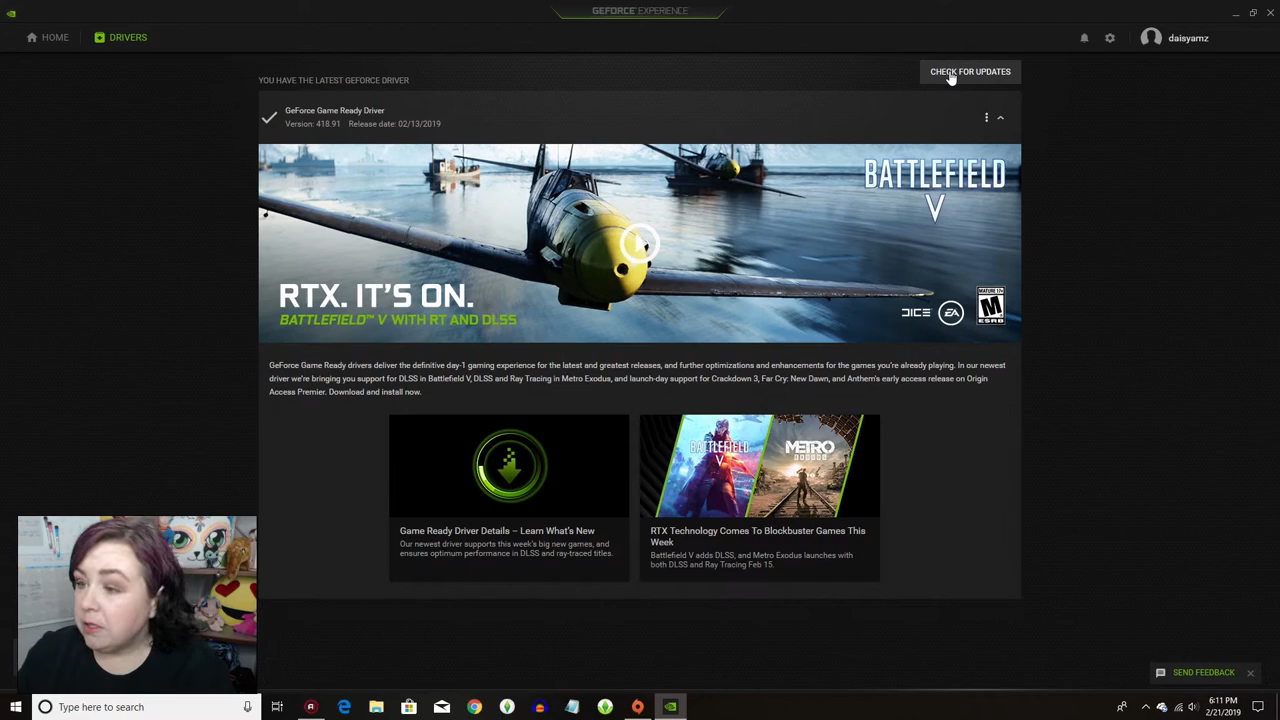 GEFORCE EXPERIENCE
HOME
DRIVERS
daisyamz
CHECK FOR UPDATES
YOU HAVE THE LATEST GEFORCE DRIVER
GeForce Game Ready Driver
Version: 418.91 Release date: 02/13/2019
BATTLEFIELD
V
RTX. IT'S ON.
BATTLEFIELD™ V WITH RT AND DLSS
DICE
EA
MATURE 17+
M
ESRB
GeForce Game Ready drivers deliver the definitive day-1 gaming experience for the latest and greatest releases, and further optimizations and enhancements for the games you're already playing. In our newest
driver we're bringing you support for DLSS in Battlefield V, DLSS and Ray Tracing in Metro Exodus, and launch-day support for Crackdown 3, Far Cry: New Dawn, and Anthem's early access release on Origin
Access Premier. Download and install now.
BATTLEFIELD
V
METRO
EXODUS
Game Ready Driver Details – Learn What's New
Our newest driver supports this week's big new games, and
ensures optimum performance in DLSS and ray-traced titles.
RTX Technology Comes To Blockbuster Games This
Week
Battlefield V adds DLSS, and Metro Exodus launches with
both DLSS and Ray Tracing Feb 15.
SEND FEEDBACK
Type here to search
6:11 PM
2/21/2019